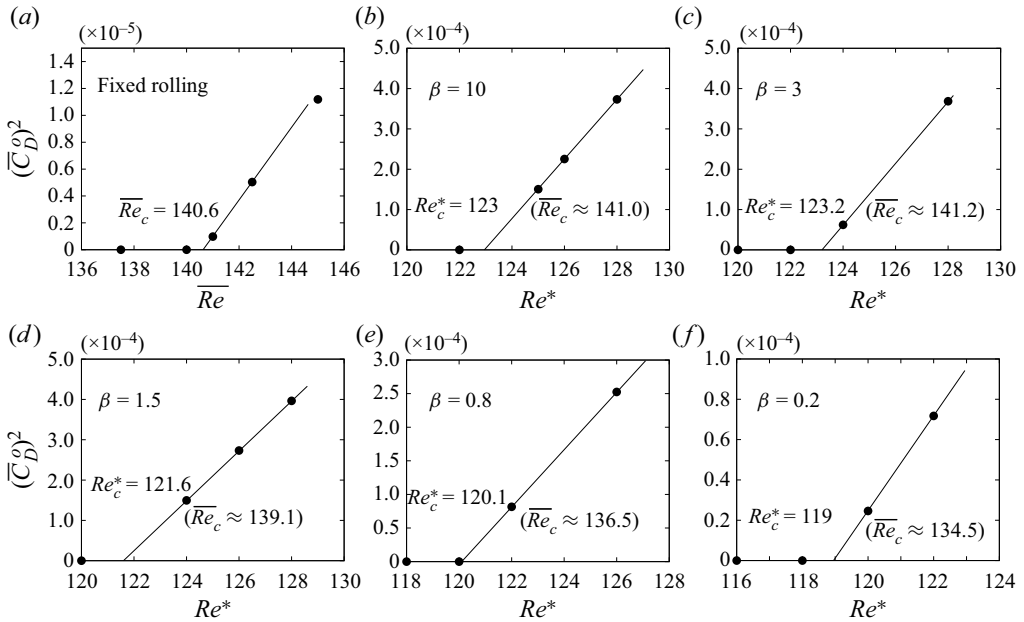 (a)
(×10⁻⁵)
1.4
1.2
1.0
0.8
0.6
0.4
0.2
0
Fixed rolling
R̅e̅c = 140.6
(C̅ᵒD)²
136 138 140 142 144 146
R̅e̅
(b)
(×10⁻⁴)
5.0
4.0
3.0
2.0
1.0
0
β = 10
Re*c = 123
(R̅e̅c ≈ 141.0)
120 122 124 126 128 130
Re*
(c)
(×10⁻⁴)
5.0
4.0
3.0
2.0
1.0
0
β = 3
Re*c = 123.2
(R̅e̅c ≈ 141.2)
120 122 124 126 128 130
Re*
(d)
(×10⁻⁴)
5.0
4.0
3.0
2.0
1.0
0
β = 1.5
Re*c = 121.6
(R̅e̅c ≈ 139.1)
(C̅ᵒD)²
120 122 124 126 128 130
Re*
(e)
(×10⁻⁴)
3.0
2.5
2.0
1.5
1.0
0.5
0
β = 0.8
Re*c = 120.1
(R̅e̅c ≈ 136.5)
118 120 122 124 126 128
Re*
(f)
(×10⁻⁴)
1.0
0.8
0.6
0.4
0.2
0
β = 0.2
Re*c = 119
(R̅e̅c ≈ 134.5)
116 118 120 122 124
Re*